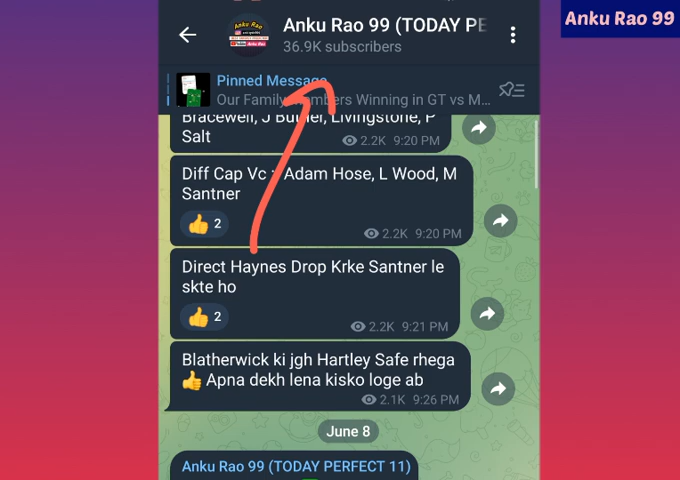 Anku Rao 99
Anku Rao 99 (TODAY PE
36.9K subscribers
Pinned Message
Our Family Members Winning in GT vs M...
Bracewell, J Butler, Livingstone, P
Salt
2.2K 9:20 PM
Diff Cap Vc : Adam Hose, L Wood, M
Santner
👍 2
2.2K 9:20 PM
Direct Haynes Drop Krke Santner le
skte ho
👍 2
2.2K 9:21 PM
Blatherwick ki jgh Hartley Safe rhega
👍 Apna dekh lena kisko loge ab
2.1K 9:26 PM
June 8
Anku Rao 99 (TODAY PERFECT 11)